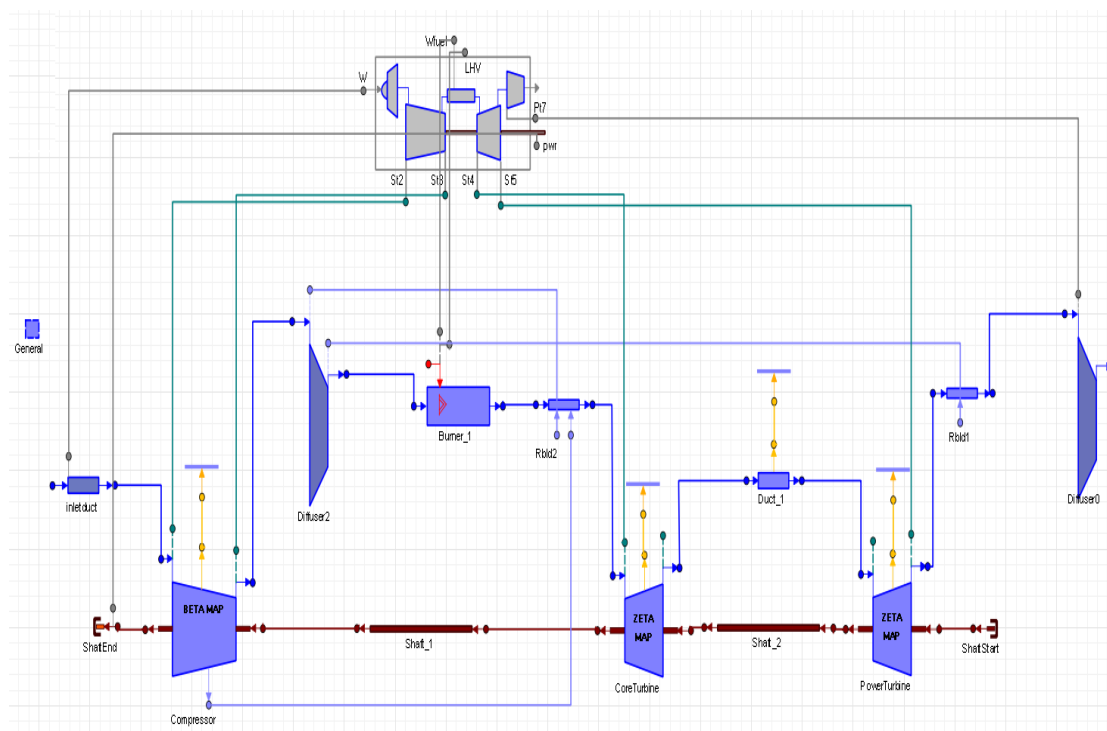 Wfuel
LHV
W
Pt7
pwr
St2
St3
St4
St5
General
Burner_1
Rbld2
Rbld1
inletduct
Duct_1
Diffuser2
Diffuser0
BETA MAP
ZETA
MAP
ZETA
MAP
ShaftEnd
Shaft_1
Shaft_2
ShaftStart
CoreTurbine
PowerTurbine
Compressor